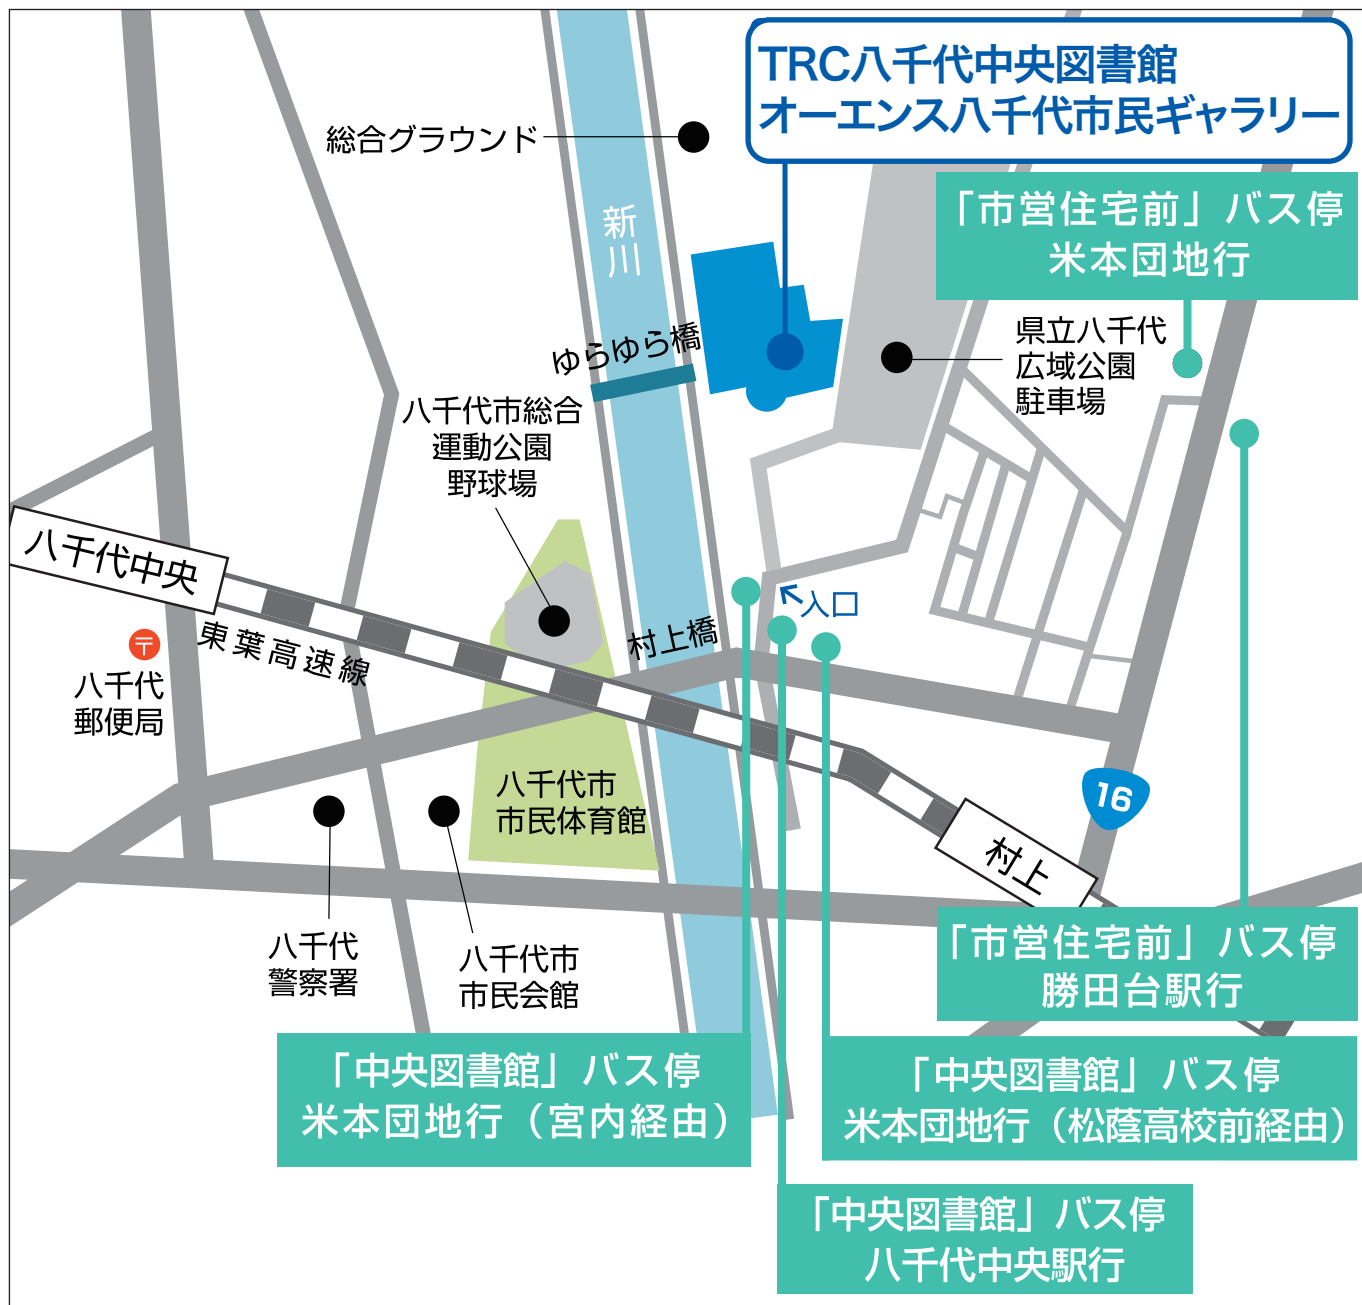 TRC八千代中央図書館
オーエンス八千代市民ギャラリー
総合グラウンド
「市営住宅前」バス停
米本団地行
新川
ゆらゆら橋
県立八千代
広域公園
駐車場
八千代市総合
運動公園
野球場
八千代中央
東葉高速線
入口
村上橋
〒
八千代
郵便局
八千代市
市民体育館
16
村上
八千代
警察署
八千代市
市民会館
「市営住宅前」バス停
勝田台駅行
「中央図書館」バス停
米本団地行（宮内経由）
「中央図書館」バス停
米本団地行（松蔭高校前経由）
「中央図書館」バス停
八千代中央駅行